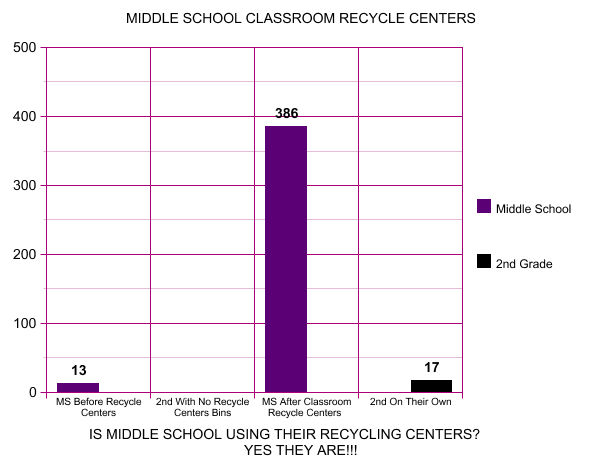 MIDDLE SCHOOL CLASSROOM RECYCLE CENTERS
500
400
300
200
100
0
13
386
17
MS Before Recycle
Centers
2nd With No Recycle
Centers Bins
MS After Classroom
Recycle Centers
2nd On Their Own
Middle School
2nd Grade
IS MIDDLE SCHOOL USING THEIR RECYCLING CENTERS?
YES THEY ARE!!!